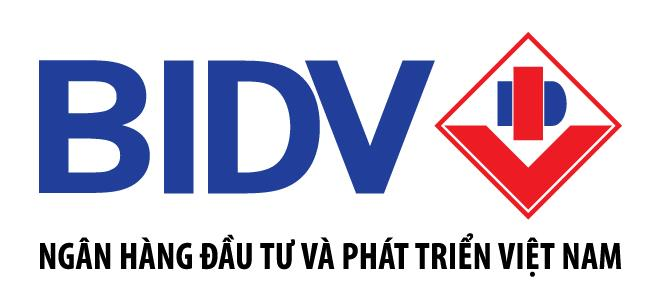 BIDV
NGÂN HÀNG ĐẦU TƯ VÀ PHÁT TRIỂN VIỆT NAM